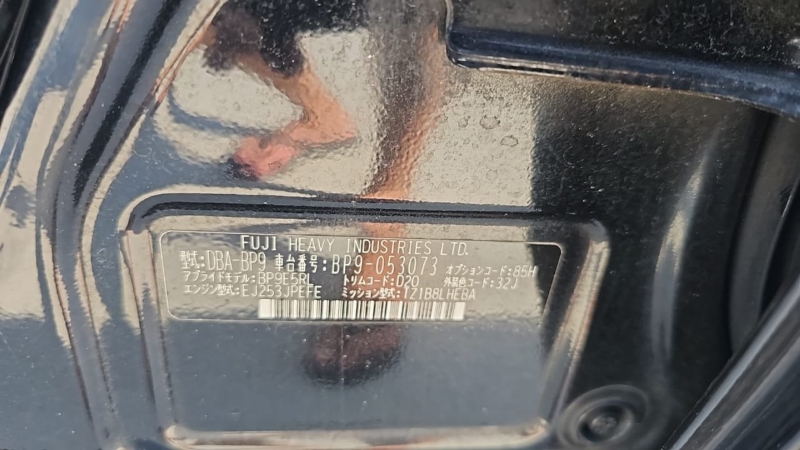 FUJI HEAVY INDUSTRIES LTD.
型式:DBA-BP9 車台番号:BP9-053073 オプションコード:85H
アプライドモデル:BP9E5RL トリムコード:D20 外装色コード:32J
エンジン型式:EJ253JPEFE ミッション型式:TZ1B8LHEBA